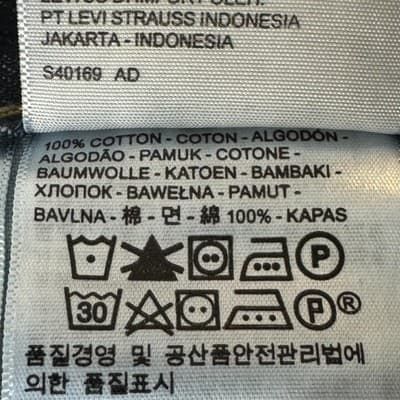 PT LEVI STRAUSS INDONESIA
JAKARTA - INDONESIA
S40169 AD
100% COTTON - COTON - ALGODÓN -
ALGODÃO - PAMUK - COTONE -
BAUMWOLLE - KATOEN - BAMBAKI -
ХЛОПОК - BAWEŁNA - PAMUT -
BAVLNA - 棉 - 면 - 綿 100% - KAPAS
P
30 P ®
품질경영 및 공산품안전관리법에
의한 품질표시